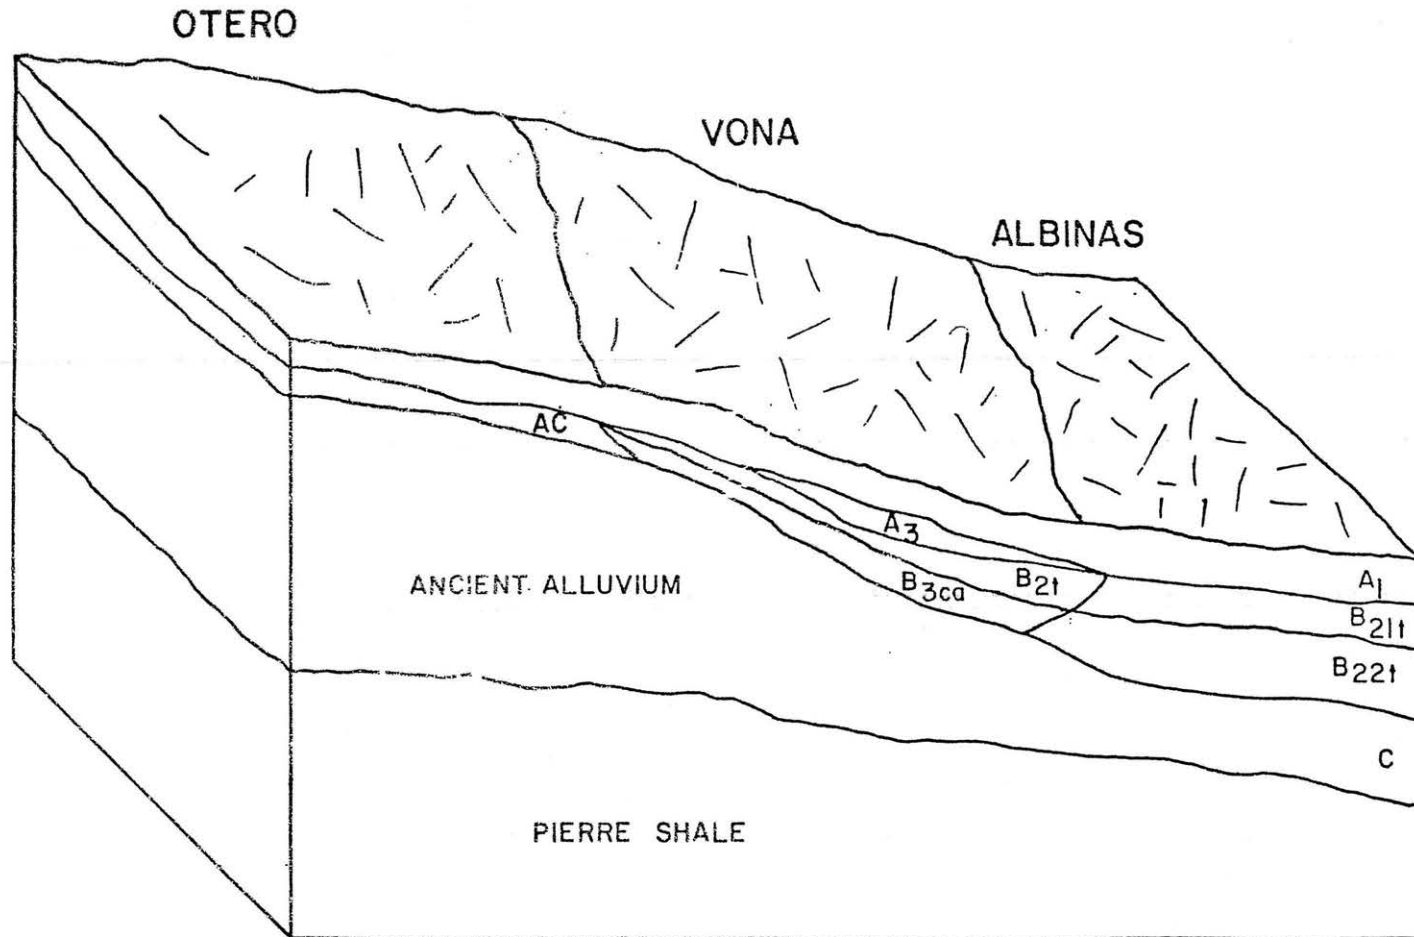 OTERO
VONA
ALBINAS
AC
A3
B3ca
B2t
A1
B21t
B22t
C
ANCIENT ALLUVIUM
PIERRE SHALE